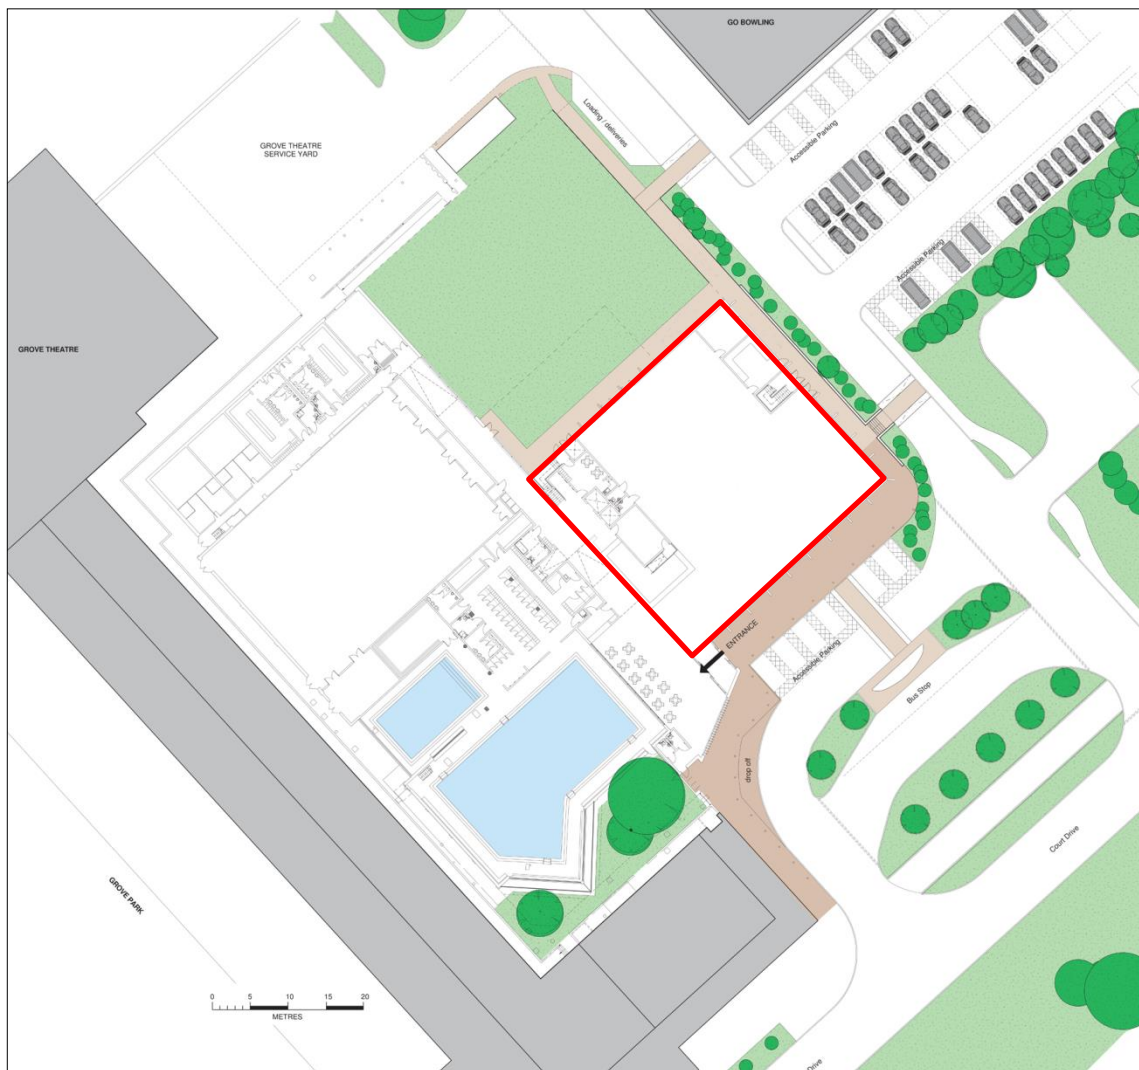 GO BOWLING
Loading / deliveries
Accessible Parking
GROVE THEATRE
SERVICE YARD
Accessible Parking
GROVE THEATRE
ENTRANCE
Accessible Parking
Bus Stop
drop off
Court Drive
GROVE PARK
0 5 10 15 20
METRES
Drive